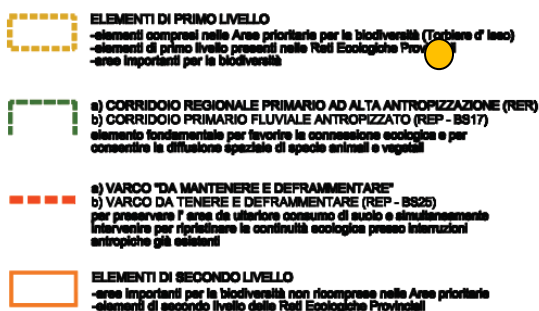 ELEMENTI DI PRIMO LIVELLO
-elementi compresi nelle Aree prioritarie per la biodiversità (Torbiere d' Iseo)
-elementi di primo livello presenti nelle Reti Ecologiche
-aree importanti per la biodiversità
a) CORRIDOIO REGIONALE PRIMARIO AD ALTA ANTROPIZZAZIONE (RER)
b) CORRIDOIO PRIMARIO FLUVIALE ANTROPIZZATO (REP - BS17)
elemento fondamentale per favorire la connessione ecologica e per
consentire la diffusione spaziale di specie animali e vegetali
a) VARCO "DA MANTENERE E DEFRAMMENTARE"
b) VARCO DA TENERE E DEFRAMMENTARE (REP - BS25)
per preservare l' area da ulteriore consumo di suolo e simultaneamente
intervenire per ripristinare la continuità ecologica presso interruzioni
antropiche già esistenti
ELEMENTI DI SECONDO LIVELLO
-aree importanti per la biodiversità non ricomprese nelle Aree prioritarie
-elementi di secondo livello delle Reti Ecologiche Provinciali